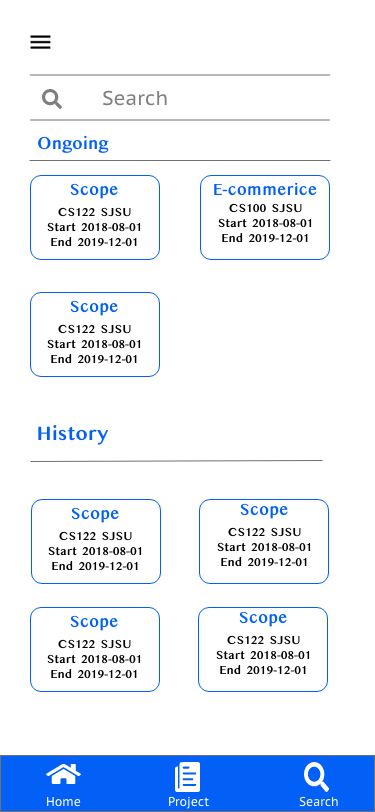 Search
Ongoing
Scope
CS122 SJSU
Start 2018-08-01
End 2019-12-01
E-commerice
CS100 SJSU
Start 2018-08-01
End 2019-12-01
Scope
CS122 SJSU
Start 2018-08-01
End 2019-12-01
History
Scope
CS122 SJSU
Start 2018-08-01
End 2019-12-01
Scope
CS122 SJSU
Start 2018-08-01
End 2019-12-01
Scope
CS122 SJSU
Start 2018-08-01
End 2019-12-01
Scope
CS122 SJSU
Start 2018-08-01
End 2019-12-01
Home
Project
Search